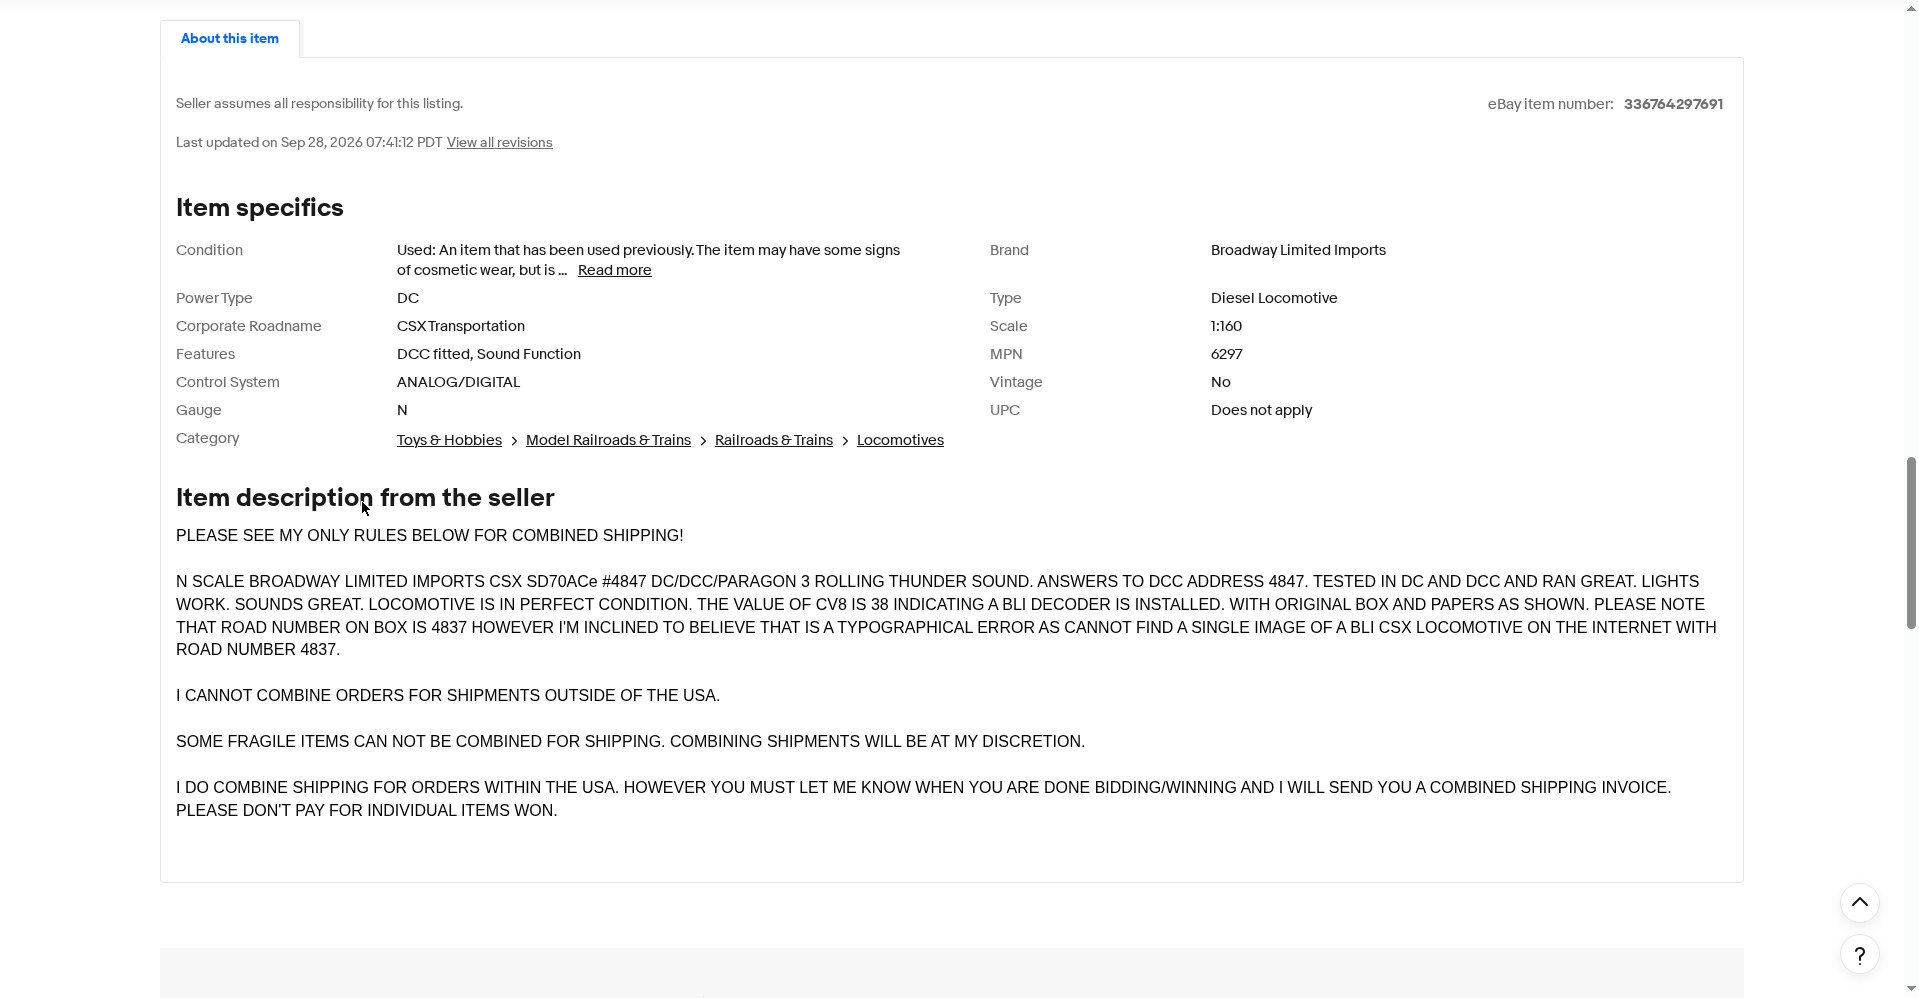 About this item
Seller assumes all responsibility for this listing.
eBay item number: 336764297691
Last updated on Sep 28, 2026 07:41:12 PDT View all revisions
Item specifics
Condition
Used: An item that has been used previously. The item may have some signs
of cosmetic wear, but is ... Read more
Brand
Broadway Limited Imports
Power Type
DC
Type
Diesel Locomotive
Corporate Roadname
CSX Transportation
Scale
1:160
Features
DCC fitted, Sound Function
MPN
6297
Control System
ANALOG/DIGITAL
Vintage
No
Gauge
N
UPC
Does not apply
Category
Toys & Hobbies > Model Railroads & Trains > Railroads & Trains > Locomotives
Item description from the seller
PLEASE SEE MY ONLY RULES BELOW FOR COMBINED SHIPPING!
N SCALE BROADWAY LIMITED IMPORTS CSX SD70ACe #4847 DC/DCC/PARAGON 3 ROLLING THUNDER SOUND. ANSWERS TO DCC ADDRESS 4847. TESTED IN DC AND DCC AND RAN GREAT. LIGHTS
WORK. SOUNDS GREAT. LOCOMOTIVE IS IN PERFECT CONDITION. THE VALUE OF CV8 IS 38 INDICATING A BLI DECODER IS INSTALLED. WITH ORIGINAL BOX AND PAPERS AS SHOWN. PLEASE NOTE
THAT ROAD NUMBER ON BOX IS 4837 HOWEVER I'M INCLINED TO BELIEVE THAT IS A TYPOGRAPHICAL ERROR AS CANNOT FIND A SINGLE IMAGE OF A BLI CSX LOCOMOTIVE ON THE INTERNET WITH
ROAD NUMBER 4837.
I CANNOT COMBINE ORDERS FOR SHIPMENTS OUTSIDE OF THE USA.
SOME FRAGILE ITEMS CAN NOT BE COMBINED FOR SHIPPING. COMBINING SHIPMENTS WILL BE AT MY DISCRETION.
I DO COMBINE SHIPPING FOR ORDERS WITHIN THE USA. HOWEVER YOU MUST LET ME KNOW WHEN YOU ARE DONE BIDDING/WINNING AND I WILL SEND YOU A COMBINED SHIPPING INVOICE.
PLEASE DON'T PAY FOR INDIVIDUAL ITEMS WON.
?